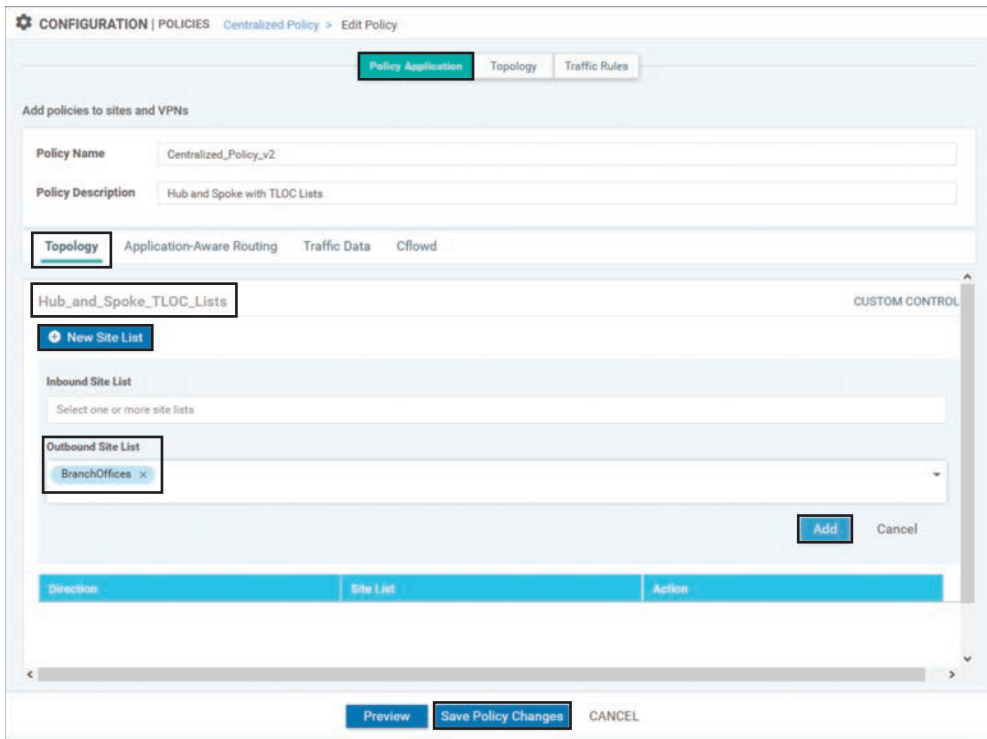 CONFIGURATION | POLICIES Centralized Policy > Edit Policy
Policy Application Topology Traffic Rules
Add policies to sites and VPNs
Policy Name Centralized_Policy_v2
Policy Description Hub and Spoke with TLOC Lists
Topology Application-Aware Routing Traffic Data Cflowd
Hub_and_Spoke_TLOC_Lists CUSTOM CONTROL
New Site List
Inbound Site List
Select one or more site lists
Outbound Site List
BranchOffices ×
Add Cancel
Direction Site List Action
Preview Save Policy Changes CANCEL